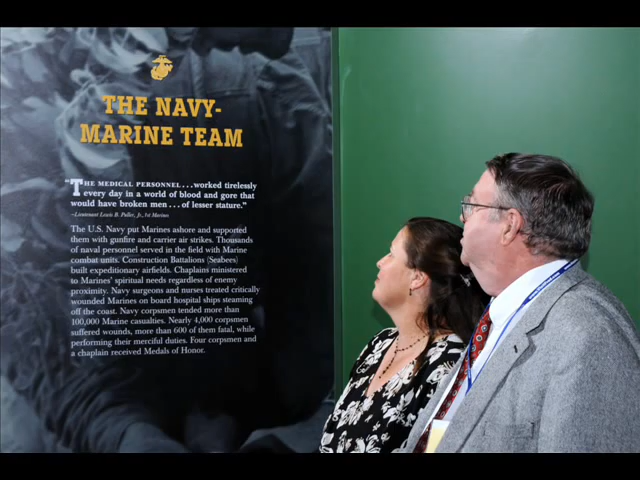 THE NAVY-
MARINE TEAM
"THE MEDICAL PERSONNEL...worked tirelessly
every day in a world of blood and gore that
would have broken men...of lesser stature."
—Lieutenant Lewis B. Puller, Jr., 1st Marines
The U.S. Navy put Marines ashore and supported
them with gunfire and carrier air strikes. Thousands
of naval personnel served in the field with Marine
combat units. Construction Battalions (Seabees)
built expeditionary airfields. Chaplains ministered
to Marines' spiritual needs regardless of enemy
proximity. Navy surgeons and nurses treated critically
wounded Marines on board hospital ships steaming
off the coast. Navy corpsmen tended more than
100,000 Marine casualties. Nearly 4,000 corpsmen
suffered wounds, more than 600 of them fatal, while
performing their merciful duties. Four corpsmen and
a chaplain received Medals of Honor.